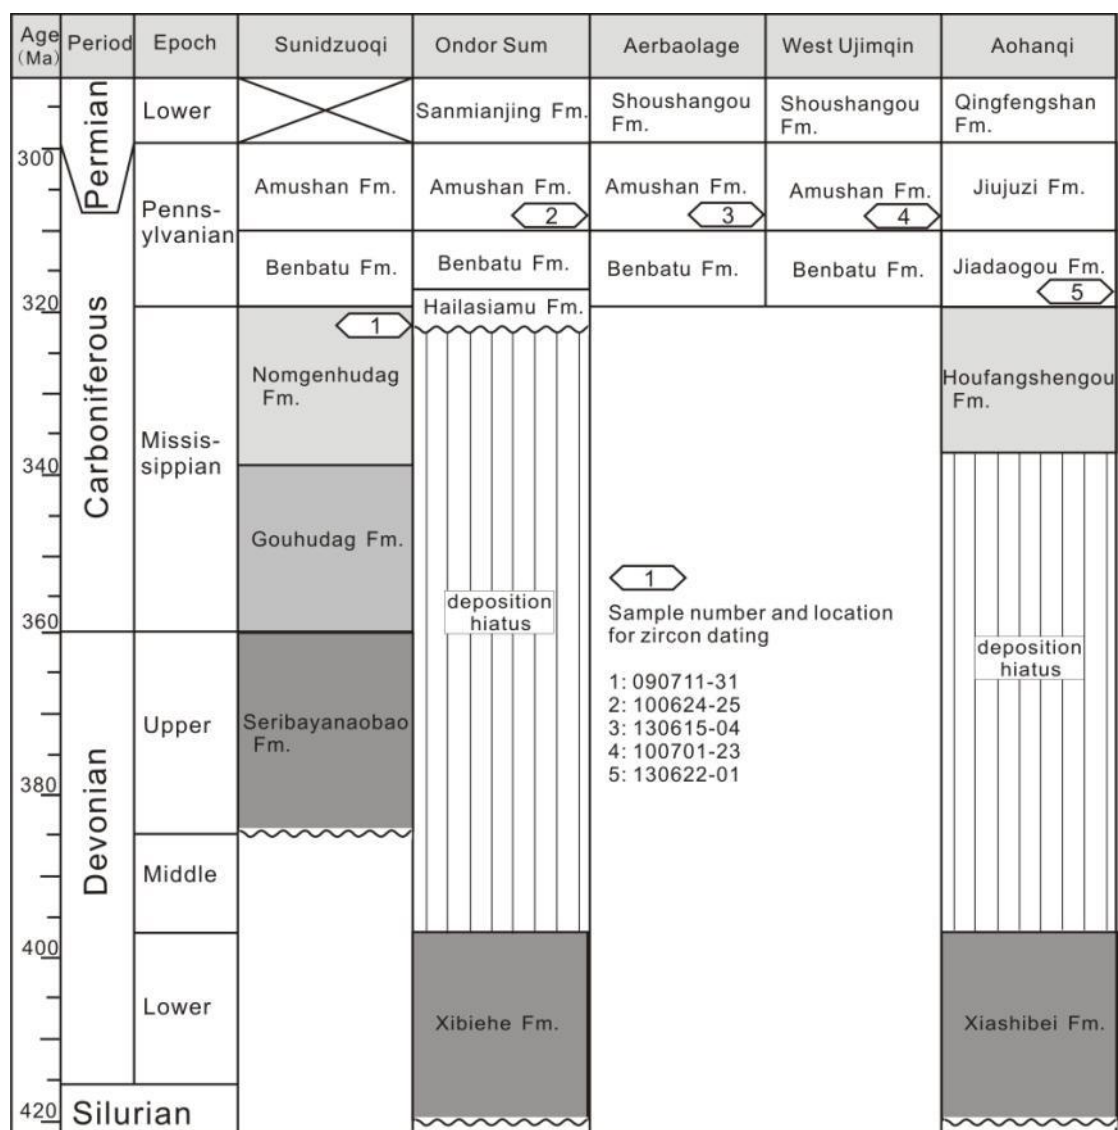 Age Period Epoch Sunidzuoqi Ondor Sum Aerbaolage West Ujimqin Aohanqi
(Ma)
Permian
Lower
Sanmianjing Fm.
Shoushangou
Fm.
Shoushangou
Fm.
Qingfengshan
Fm.
300
Penns-
ylvanian
Amushan Fm.
Amushan Fm.
2
Amushan Fm.
3
Amushan Fm.
4
Jiujuzi Fm.
Benbatu Fm.
Benbatu Fm.
Benbatu Fm.
Benbatu Fm.
Jiadaogou Fm.
5
320
Hailasiamu Fm.
Carboniferous
1
Nomgenhudag
Fm.
Houfangshengou
Fm.
Missis-
sippian
340
Gouhudag Fm.
deposition
hiatus
1
Sample number and location
for zircon dating
1: 090711-31
2: 100624-25
3: 130615-04
4: 100701-23
5: 130622-01
deposition
hiatus
360
Devonian
Upper
Seribayanaobao
Fm.
380
Middle
400
Lower
Xibiehe Fm.
Xiashibei Fm.
420
Silurian